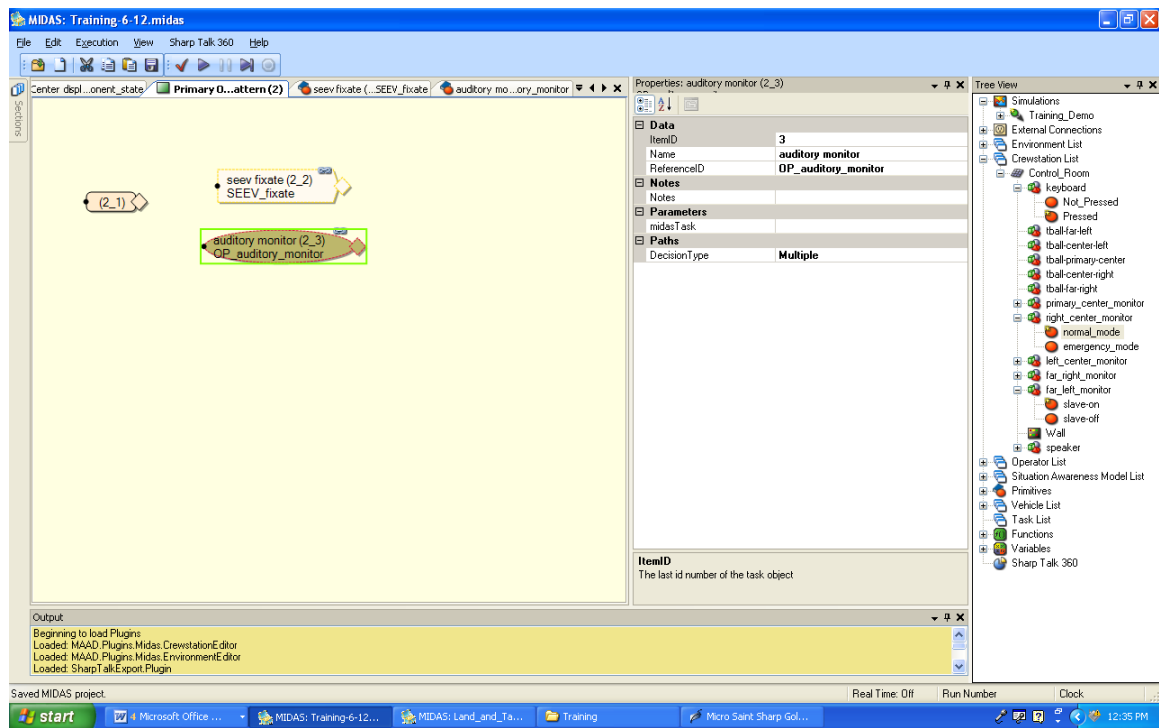 MIDAS: Training-6-12.midas
File Edit Execution View Sharp Talk 360 Help
Sections
Center displ...onent_state
Primary O...attern (2)
seev fixate (...SEEV_fixate
auditory mo...ory_monitor
(2_1)
seev fixate (2_2)
SEEV_fixate
auditory monitor (2_3)
OP_auditory_monitor
Properties: auditory monitor (2_3)
Data
ItemID 3
Name auditory monitor
ReferenceID OP_auditory_monitor
Notes
Notes
Parameters
midasTask
Paths
DecisionType Multiple
ItemID
The last id number of the task object
Tree View
Simulations
Training_Demo
External Connections
Environment List
Crewstation List
Control_Room
keyboard
Not_Pressed
Pressed
tball-far-left
tball-center-left
tball-primary-center
tball-center-right
tball-far-right
primary_center_monitor
right_center_monitor
normal_mode
emergency_mode
left_center_monitor
far_right_monitor
far_left_monitor
slave-on
slave-off
Wall
speaker
Operator List
Situation Awareness Model List
Primitives
Vehicle List
Task List
Functions
Variables
Sharp Talk 360
Output
Beginning to load Plugins
Loaded: MAAD.Plugins.Midas.CrewstationEditor
Loaded: MAAD.Plugins.Midas.EnvironmentEditor
Loaded: SharpTalkExport.Plugin
Saved MIDAS project.
Real Time: Off Run Number Clock
start
4 Microsoft Office ...
MIDAS: Training-6-12...
MIDAS: Land_and_Ta...
Training
Micro Saint Sharp Gol...
12:35 PM